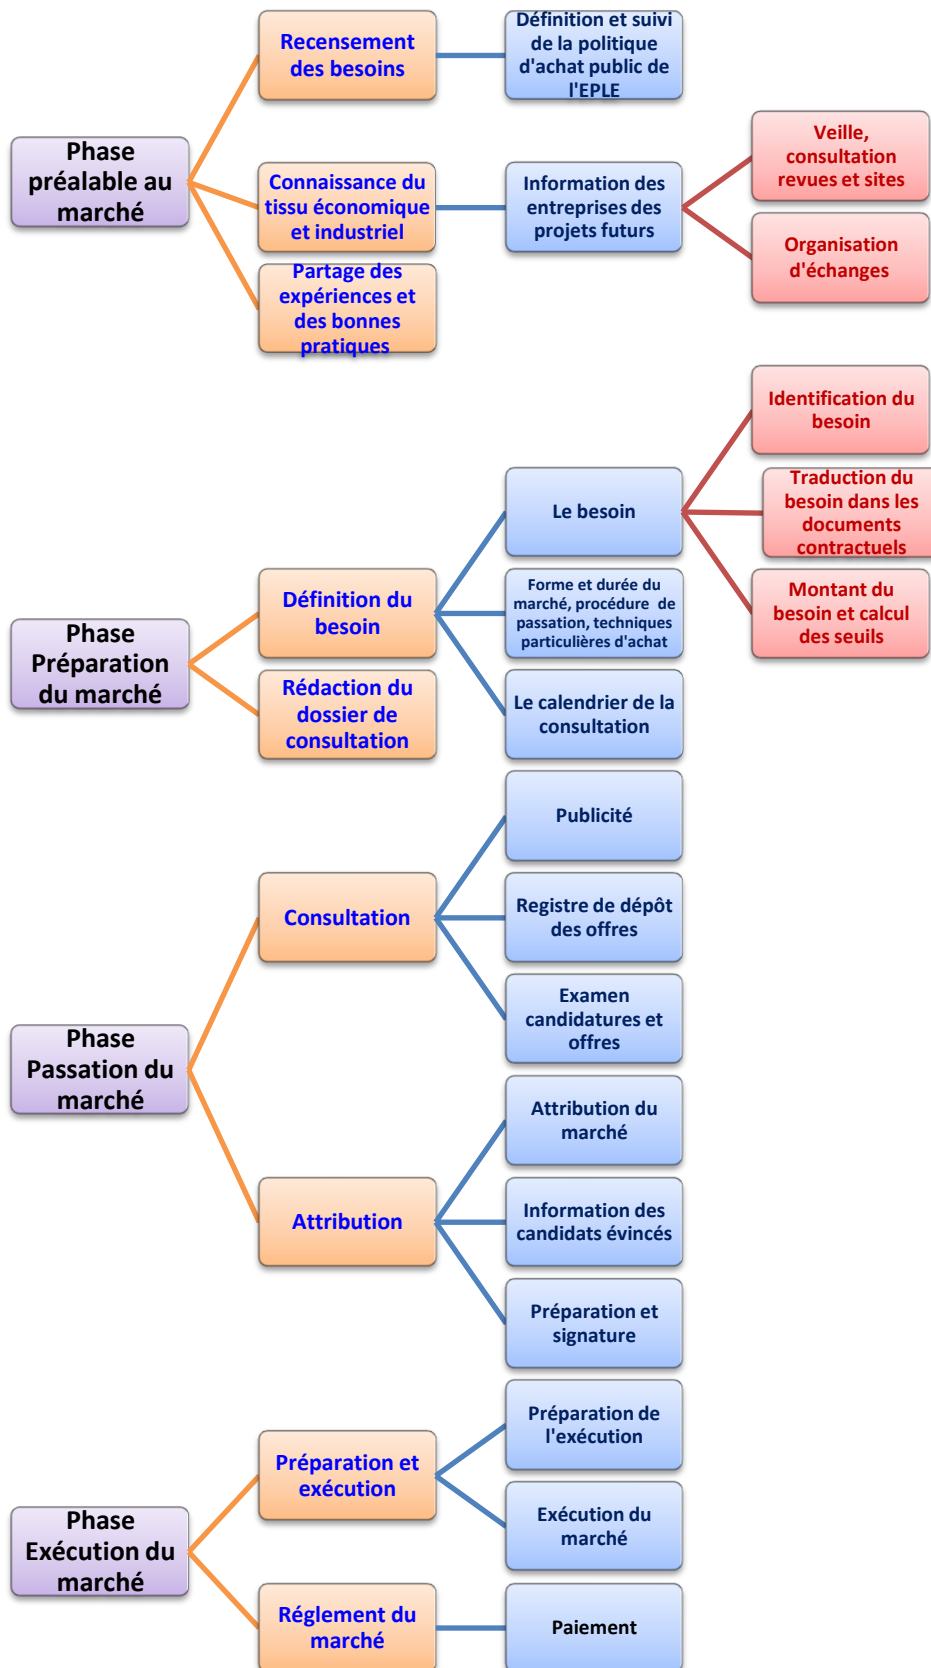 Phase
préalable au
marché
Recensement
des besoins
Définition et suivi
de la politique
d'achat public de
l'EPLE
Connaissance du
tissu économique
et industriel
Information des
entreprises des
projets futurs
Veille,
consultation
revues et sites
Organisation
d'échanges
Partage des
expériences et
des bonnes
pratiques
Phase
Préparation
du marché
Définition du
besoin
Le besoin
Identification du
besoin
Traduction du
besoin dans les
documents
contractuels
Montant du
besoin et calcul
des seuils
Forme et durée du
marché, procédure de
passation, techniques
particulières d'achat
Le calendrier de la
consultation
Rédaction du
dossier de
consultation
Phase
Passation du
marché
Consultation
Publicité
Registre de dépôt
des offres
Examen
candidatures et
offres
Attribution
Attribution du
marché
Information des
candidats évincés
Préparation et
signature
Phase
Exécution du
marché
Préparation et
exécution
Préparation de
l'exécution
Exécution du
marché
Réglement du
marché
Paiement